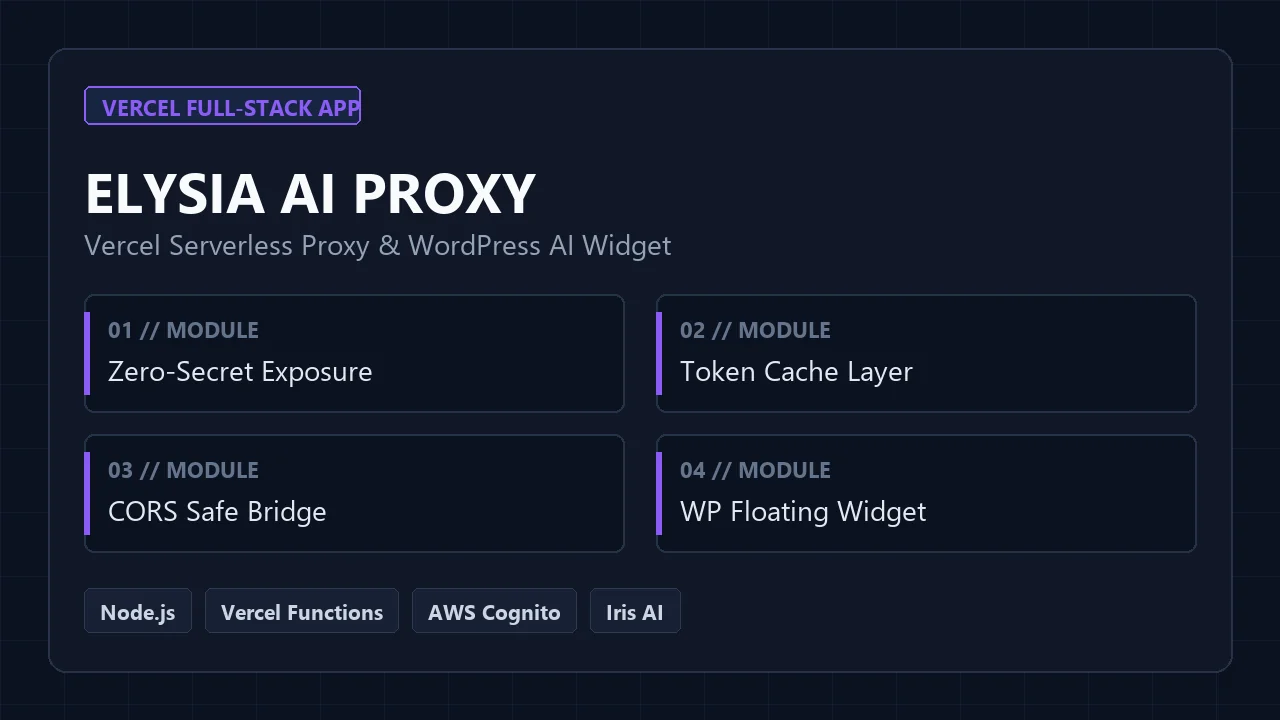 VERCEL FULL-STACK APP
ELYSIA AI PROXY
Vercel Serverless Proxy & WordPress AI Widget
01 // MODULE
Zero-Secret Exposure
02 // MODULE
Token Cache Layer
03 // MODULE
CORS Safe Bridge
04 // MODULE
WP Floating Widget
Node.js
Vercel Functions
AWS Cognito
Iris AI